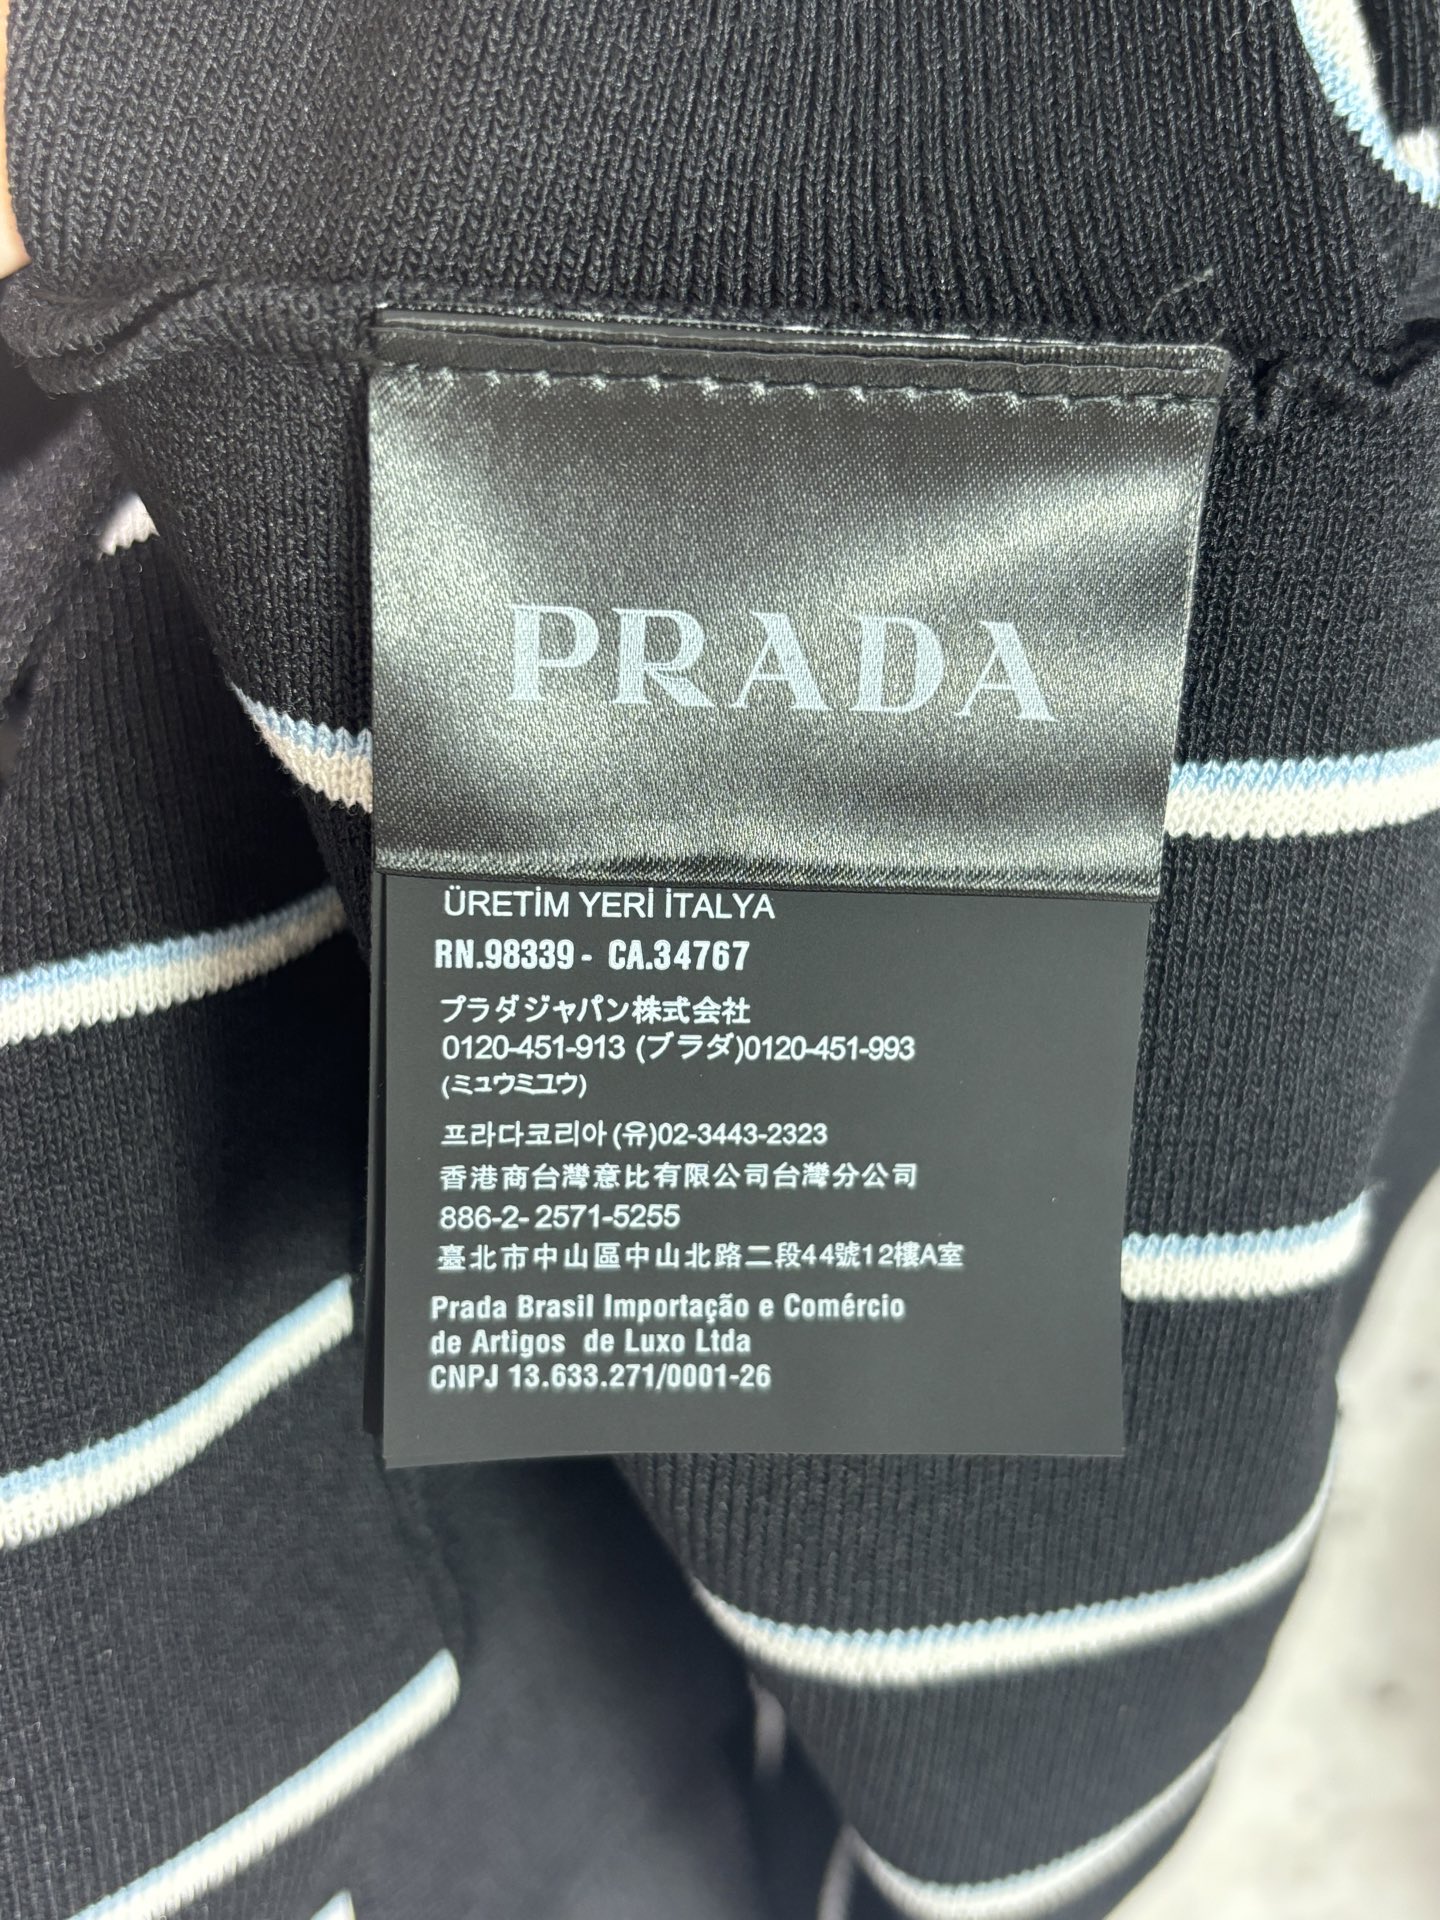 PRADA
ÜRETİM YERİ İTALYA
RN.98339 - CA.34767
プラダジャパン株式会社
0120-451-913 (プラダ)0120-451-993
(ミュウミユウ)
프라다코리아(유)02-3443-2323
香港商台灣意比有限公司台灣分公司
886-2- 2571-5255
臺北市中山區中山北路二段44號12樓A室
Prada Brasil Importação e Comércio
de Artigos de Luxo Ltda
CNPJ 13.633.271/0001-26